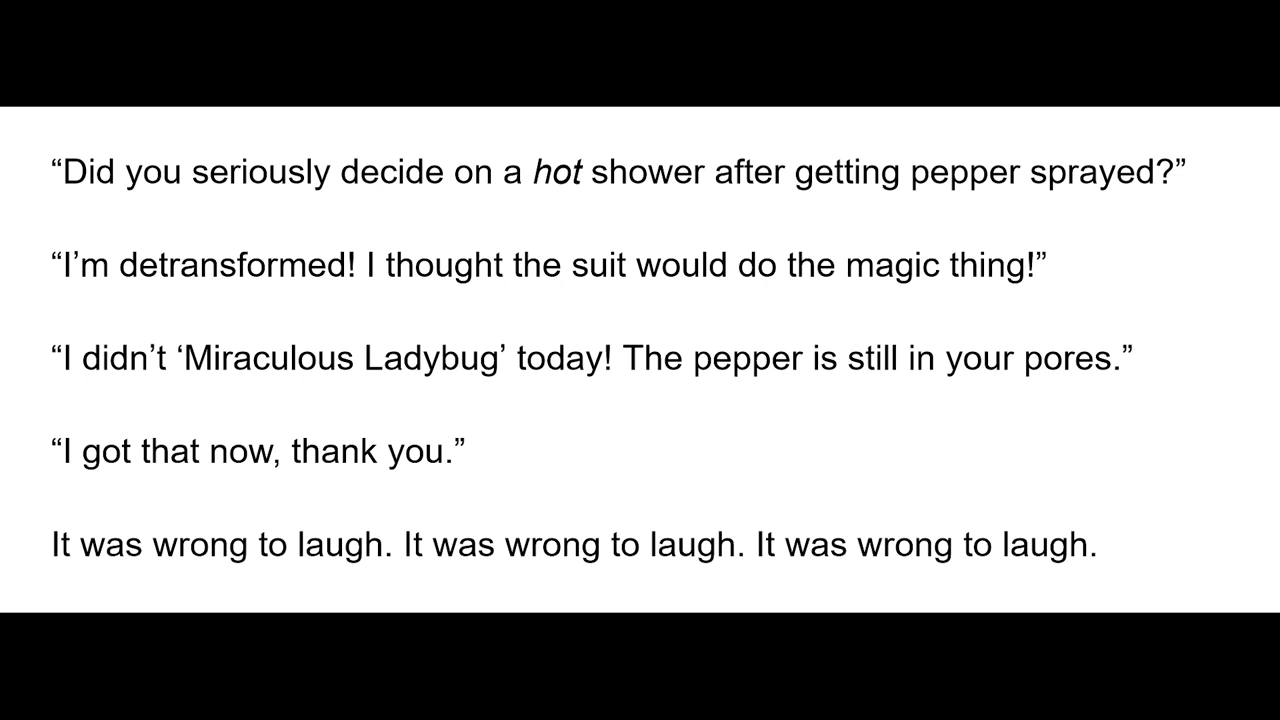 “Did you seriously decide on a hot shower after getting pepper sprayed?”
“I’m detransformed! I thought the suit would do the magic thing!”
“I didn’t ‘Miraculous Ladybug’ today! The pepper is still in your pores.”
“I got that now, thank you.”
It was wrong to laugh. It was wrong to laugh. It was wrong to laugh.